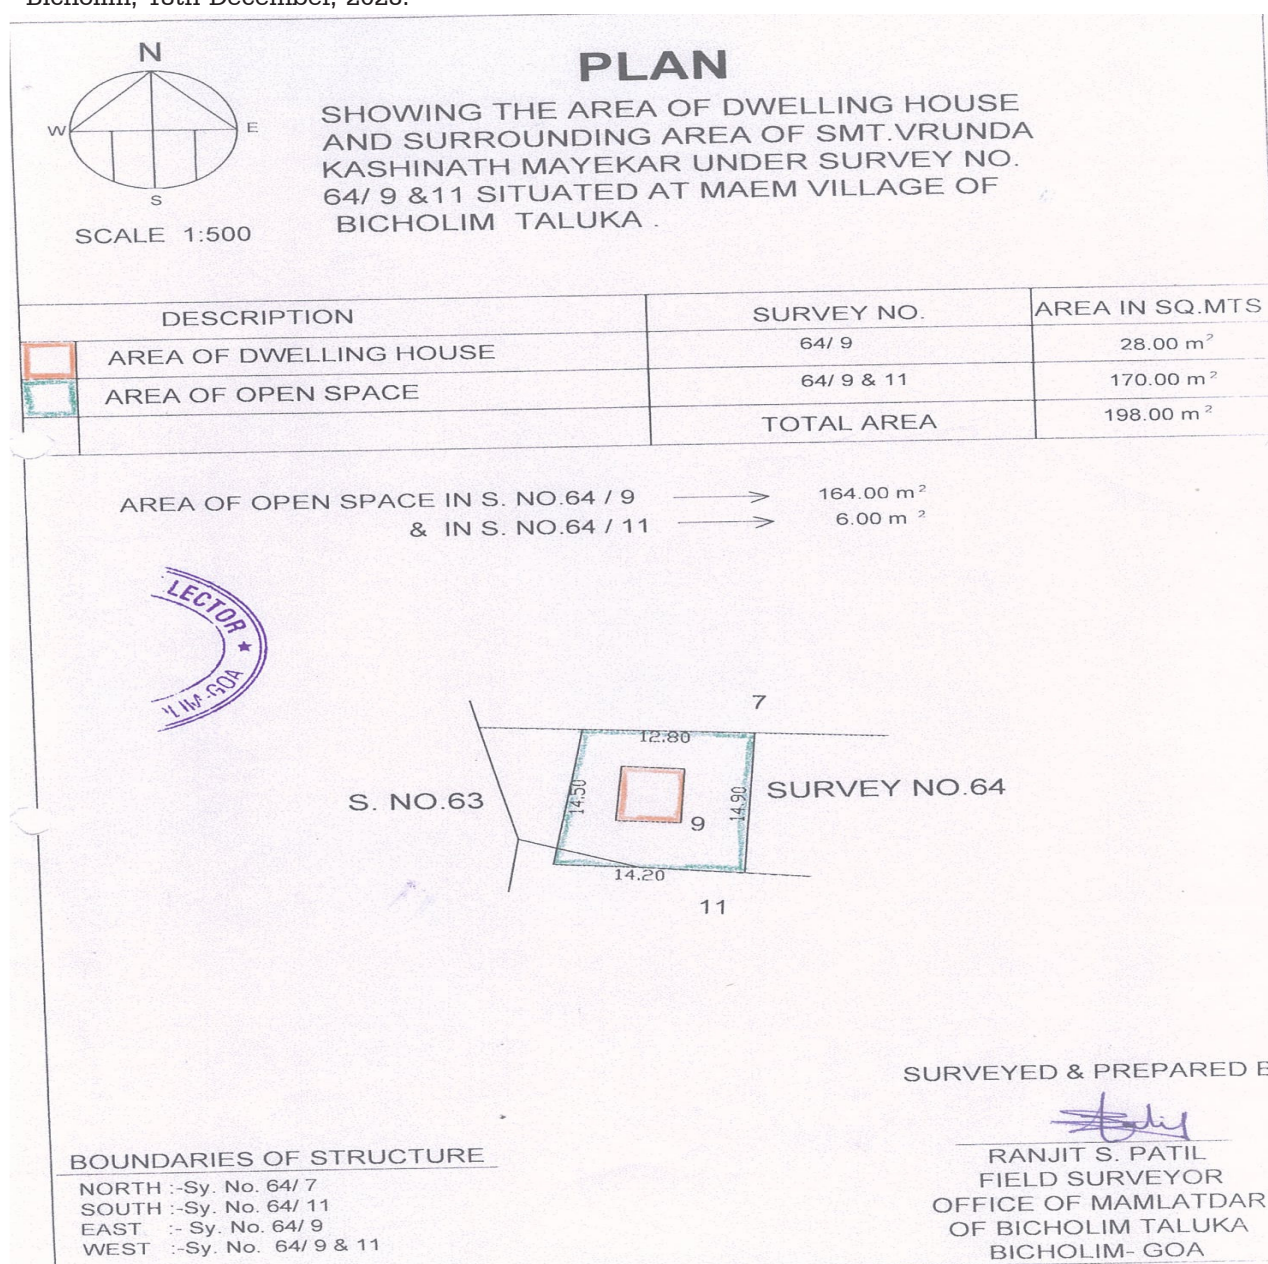 Bicholim, 18th December, 2023.
N
W E
S
SCALE 1:500
PLAN
SHOWING THE AREA OF DWELLING HOUSE
AND SURROUNDING AREA OF SMT.VRUNDA
KASHINATH MAYEKAR UNDER SURVEY NO.
64/ 9 &11 SITUATED AT MAEM VILLAGE OF
BICHOLIM TALUKA .
DESCRIPTION SURVEY NO. AREA IN SQ.MTS
AREA OF DWELLING HOUSE 64/ 9 28.00 m²
AREA OF OPEN SPACE 64/ 9 & 11 170.00 m²
TOTAL AREA 198.00 m²
AREA OF OPEN SPACE IN S. NO.64 / 9 164.00 m²
& IN S. NO.64 / 11 6.00 m²
LECTOR ★
LIM-GOA
7
12.80
S. NO.63
14.50
14.90
SURVEY NO.64
9
14.20
11
SURVEYED & PREPARED B
RANJIT S. PATIL
FIELD SURVEYOR
OFFICE OF MAMLATDAR
OF BICHOLIM TALUKA
BICHOLIM- GOA
BOUNDARIES OF STRUCTURE
NORTH :-Sy. No. 64/ 7
SOUTH :-Sy. No. 64/ 11
EAST :- Sy. No. 64/ 9
WEST :-Sy. No. 64/ 9 & 11